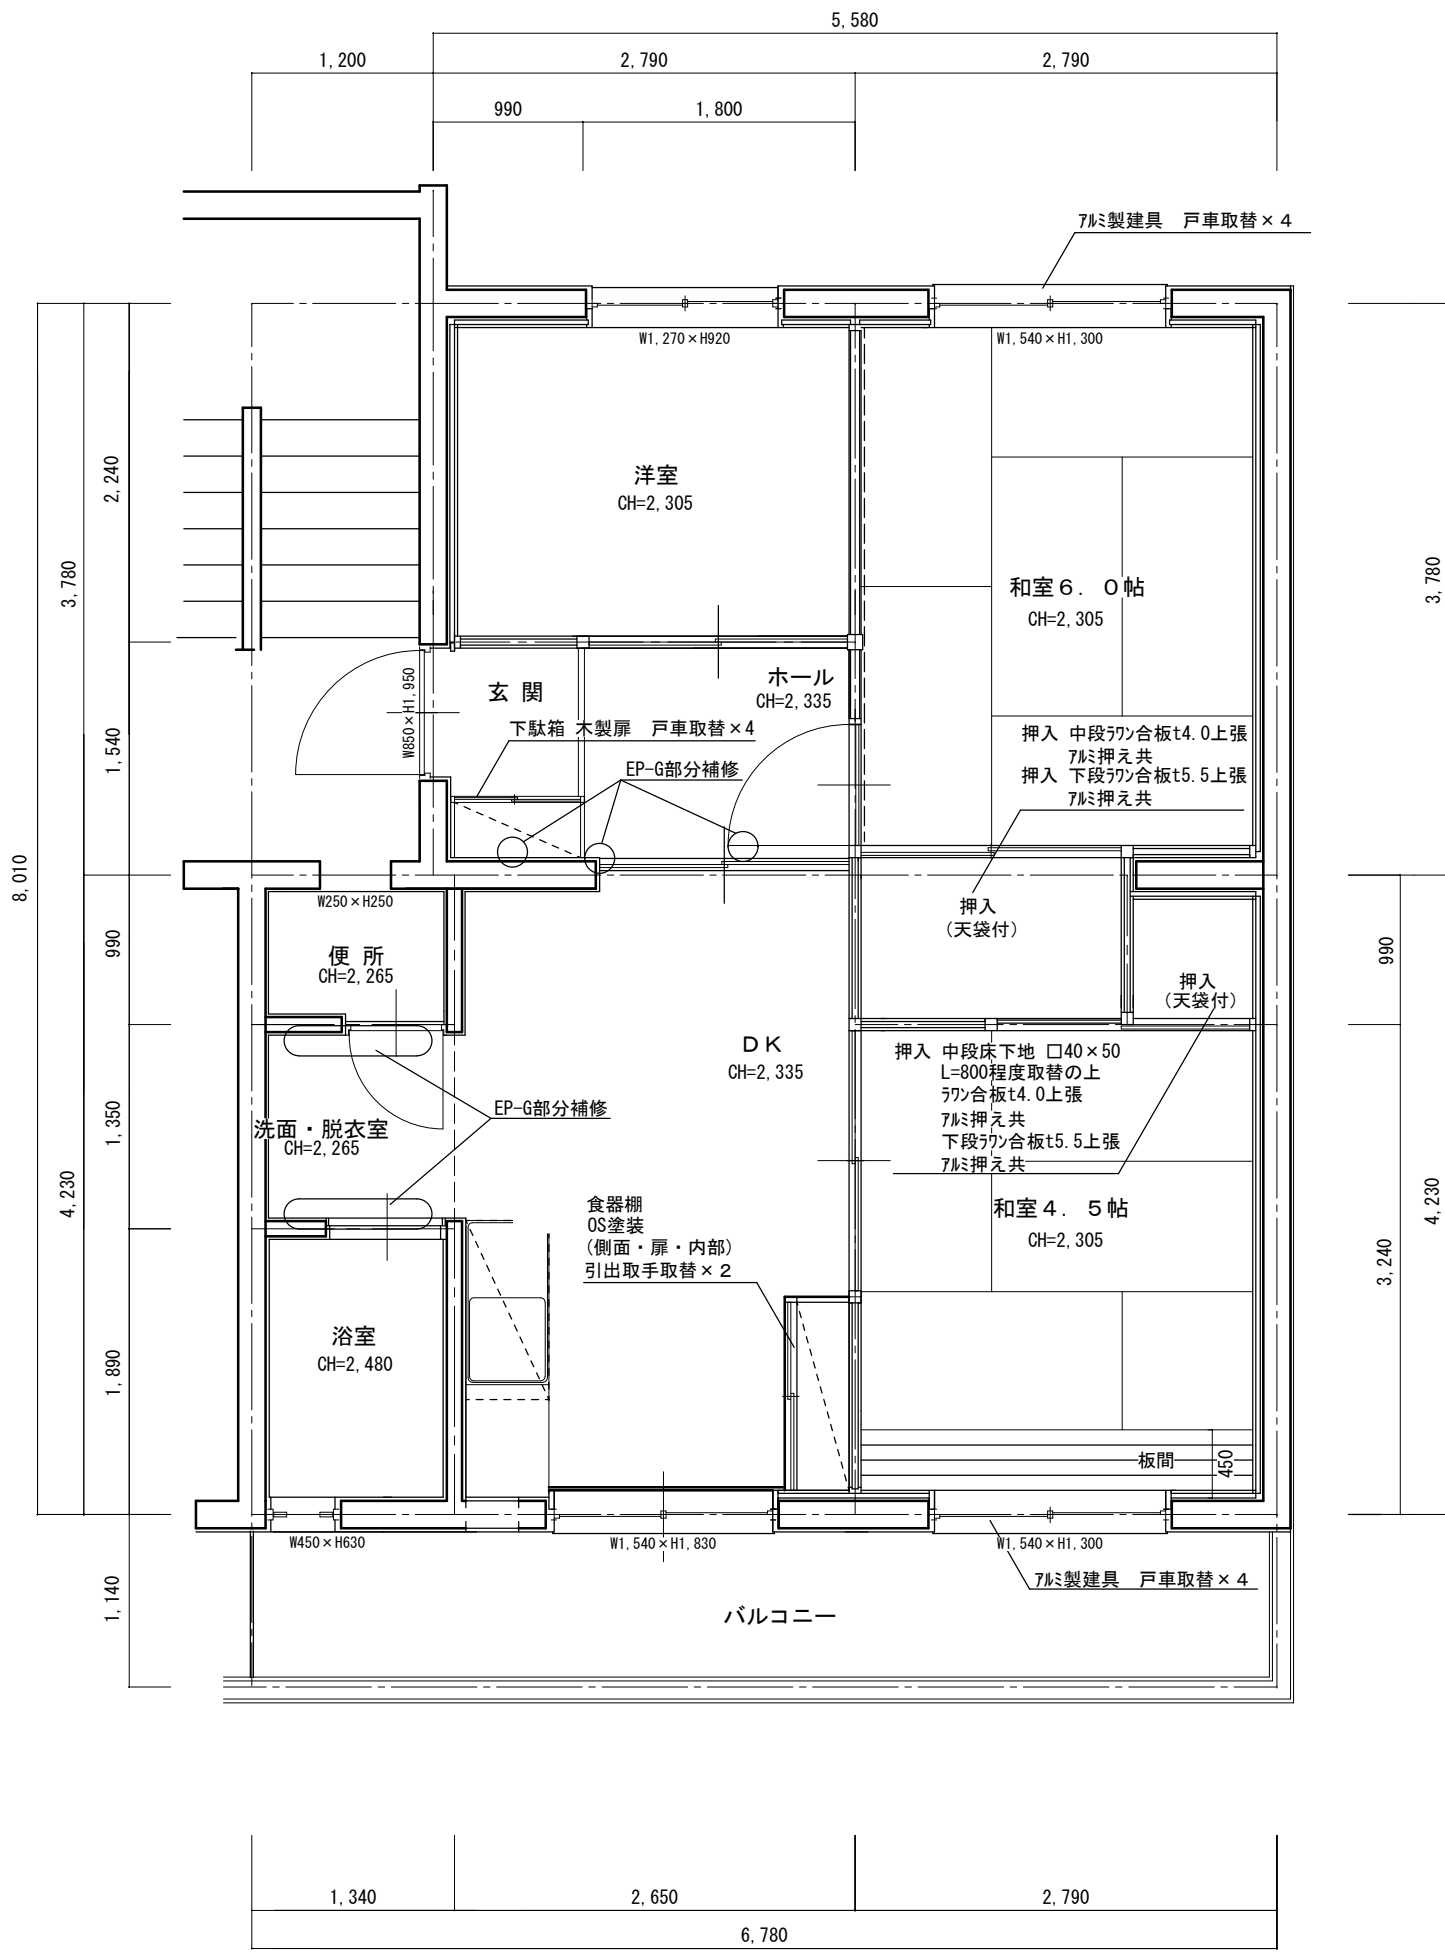 5,580
1,200
2,790
2,790
990
1,800
ｱﾙﾐ製建具　戸車取替×４
W1,270×H920
W1,540×H1,300
洋室
CH=2,305
和室６．０帖
CH=2,305
2,240
3,780
3,780
玄 関
ホール
CH=2,335
W850×H1,950
下駄箱 木製扉　戸車取替×4
EP-G部分補修
押入 中段ﾗﾜﾝ合板t4.0上張
ｱﾙﾐ押え共
押入 下段ﾗﾜﾝ合板t5.5上張
ｱﾙﾐ押え共
1,540
8,010
W250×H250
便 所
CH=2,265
990
押入
(天袋付)
押入
(天袋付)
990
DK
CH=2,335
押入 中段床下地 口40×50
L=800程度取替の上
ﾗﾜﾝ合板t4.0上張
ｱﾙﾐ押え共
下段ﾗﾜﾝ合板t5.5上張
ｱﾙﾐ押え共
EP-G部分補修
洗面・脱衣室
CH=2,265
1,350
4,230
4,230
食器棚
OS塗装
(側面・扉・内部)
引出取手取替×２
和室４．５帖
CH=2,305
3,240
浴室
CH=2,480
1,890
板間
450
W450×H630
W1,540×H1,830
W1,540×H1,300
ｱﾙﾐ製建具　戸車取替×４
1,140
バルコニー
1,340
2,650
2,790
6,780